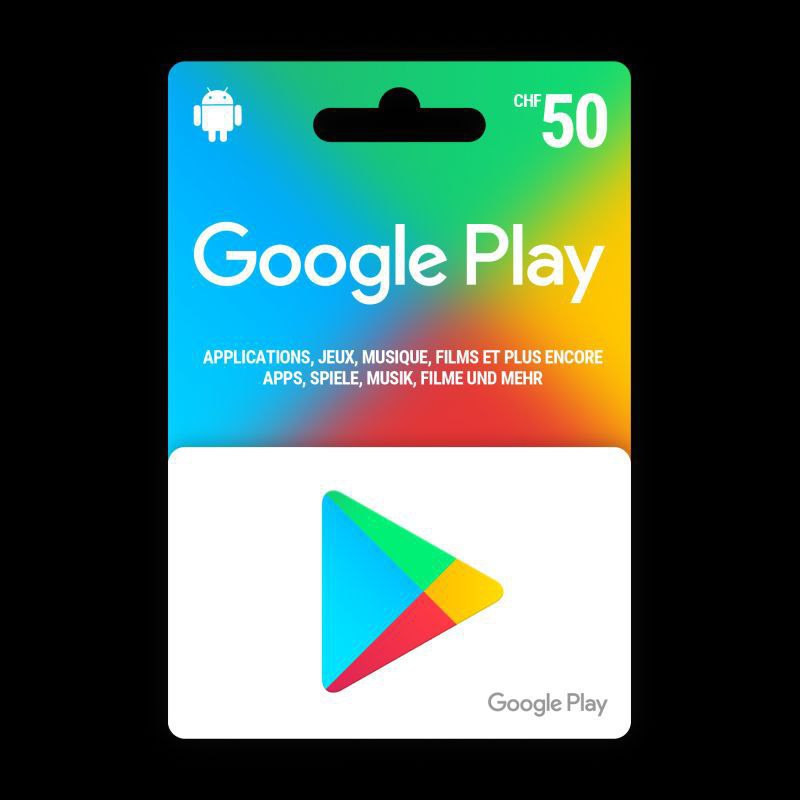 CHF 50
Google Play
APPLICATIONS, JEUX, MUSIQUE, FILMS ET PLUS ENCORE
APPS, SPIELE, MUSIK, FILME UND MEHR
Google Play